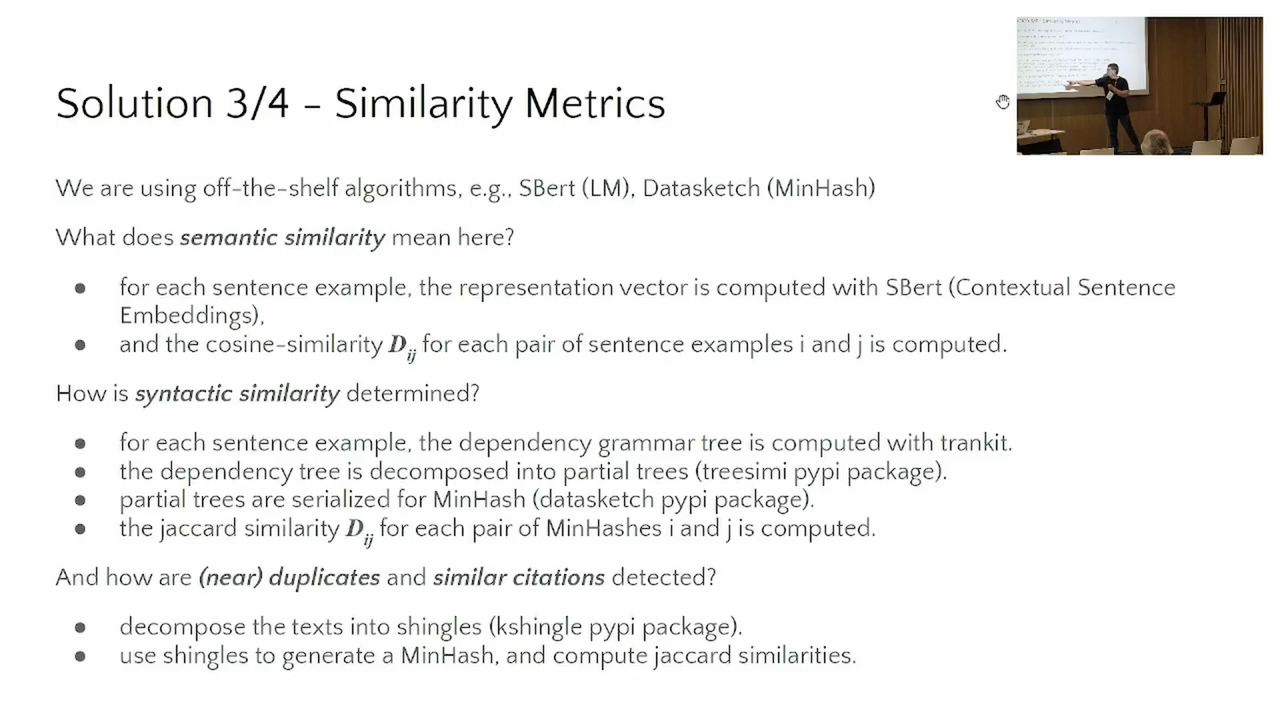 Solution 3/4 – Similarity Metrics
We are using off-the-shelf algorithms, e.g., SBert (LM), Datasketch (MinHash)
What does semantic similarity mean here?
● for each sentence example, the representation vector is computed with SBert (Contextual Sentence
Embeddings),
● and the cosine-similarity D_ij for each pair of sentence examples i and j is computed.
How is syntactic similarity determined?
● for each sentence example, the dependency grammar tree is computed with trankit.
● the dependency tree is decomposed into partial trees (treesimi pypi package).
● partial trees are serialized for MinHash (datasketch pypi package).
● the jaccard similarity D_ij for each pair of MinHashes i and j is computed.
And how are (near) duplicates and similar citations detected?
● decompose the texts into shingles (kshingle pypi package).
● use shingles to generate a MinHash, and compute jaccard similarities.